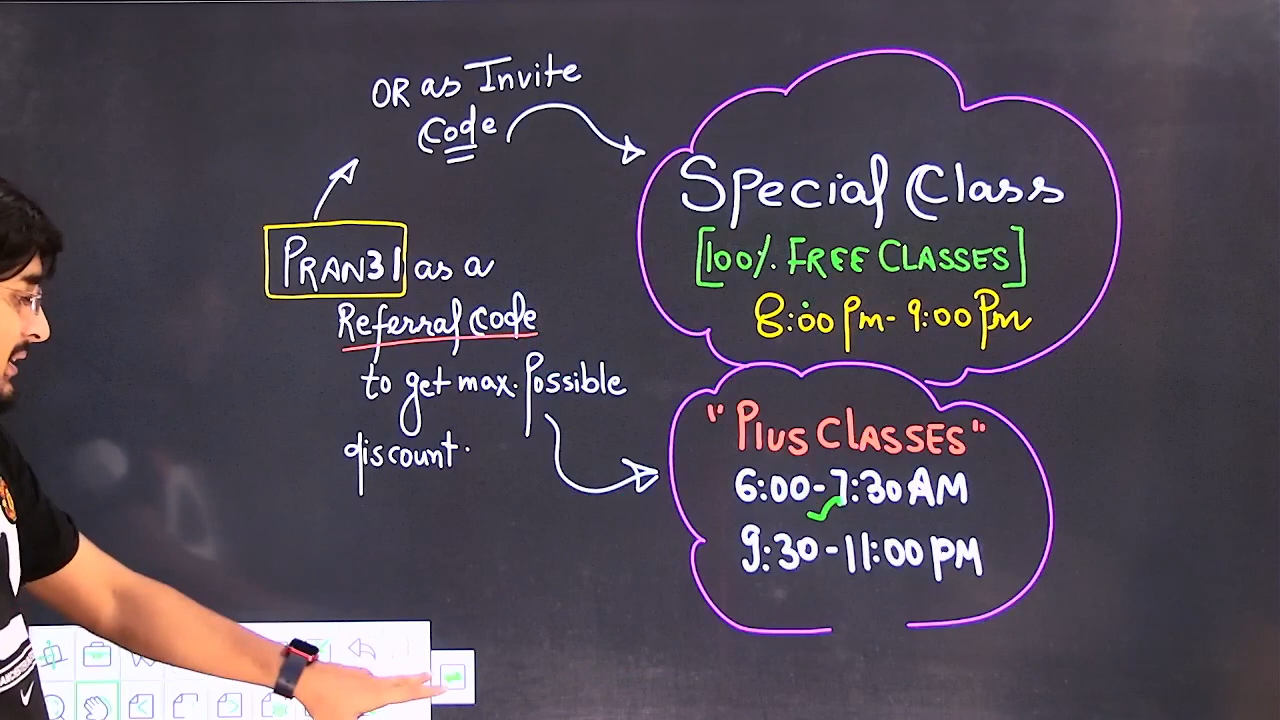 OR as Invite
Code
PRAN31 as a
Referral Code
to get max. Possible
discount.
Special Class
[100% FREE CLASSES]
8:00 Pm - 9:00 Pm
"Plus CLASSES"
6:00 - 7:30 AM
9:30 - 11:00 PM